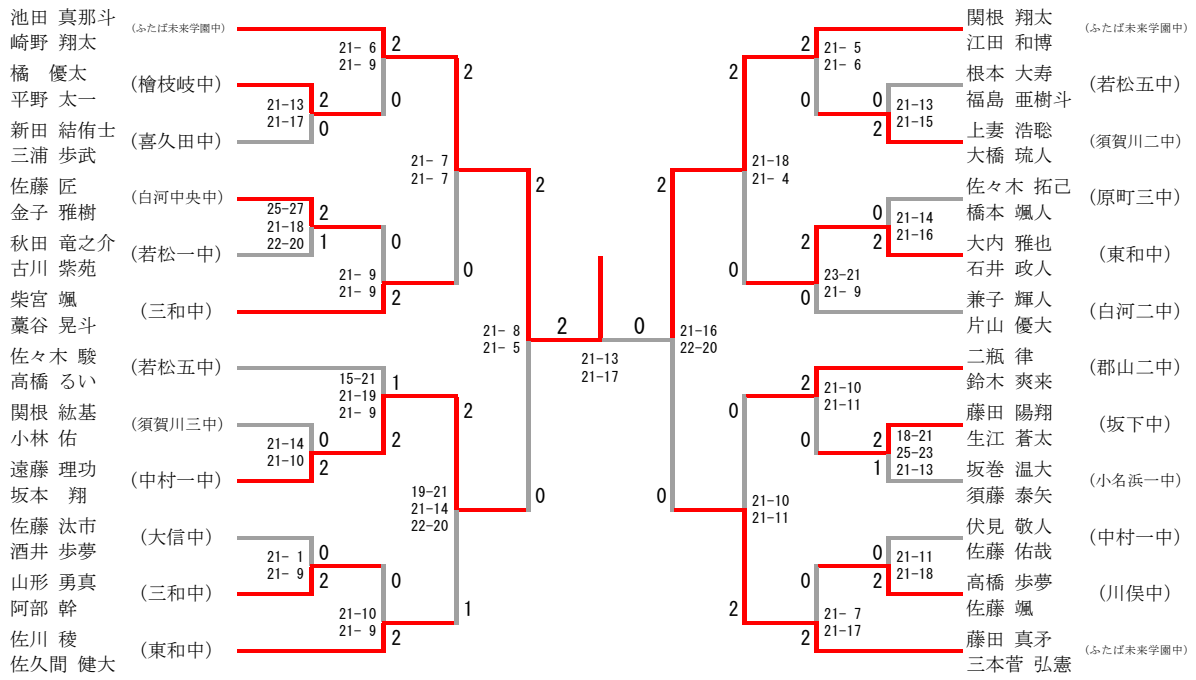 池田 真那斗
崎野 翔太
(ふたば未来学園中)
橘 優太
平野 太一
(檜枝岐中)
新田 結侑士
三浦 歩武
(喜久田中)
佐藤 匠
金子 雅樹
(白河中央中)
秋田 竜之介
古川 紫苑
(若松一中)
柴宮 颯
藁谷 晃斗
(三和中)
佐々木 駿
高橋 るい
(若松五中)
関根 紘基
小林 佑
(須賀川三中)
遠藤 理功
坂本 翔
(中村一中)
佐藤 汰市
酒井 歩夢
(大信中)
山形 勇真
阿部 幹
(三和中)
佐川 稜
佐久間 健大
(東和中)
21- 6
21- 9
2
0
21-13
21-17
2
0
25-27
21-18
22-20
2
1
21- 9
21- 9
0
2
21- 7
21- 7
2
0
15-21
21-19
21- 9
1
2
21-14
21-10
0
2
21- 1
21- 9
0
2
21-10
21- 9
0
2
19-21
21-14
22-20
2
1
21- 8
21- 5
2
0
2
0
21-13
21-17
21-16
22-20
2
0
21-18
21- 4
2
0
21- 5
21- 6
2
0
21-13
21-15
0
2
21-14
21-16
0
2
23-21
21- 9
2
0
21-10
21-11
0
2
21-10
21-11
2
0
18-21
25-23
21-13
2
1
21-11
21-18
0
2
21- 7
21-17
0
2
関根 翔太
江田 和博
(ふたば未来学園中)
根本 大寿
福島 亜樹斗
(若松五中)
上妻 浩聡
大橋 琉人
(須賀川二中)
佐々木 拓己
橋本 颯人
(原町三中)
大内 雅也
石井 政人
(東和中)
兼子 輝人
片山 優大
(白河二中)
二瓶 律
鈴木 爽来
(郡山二中)
藤田 陽翔
生江 蒼太
(坂下中)
坂巻 温大
須藤 泰矢
(小名浜一中)
伏見 敬人
佐藤 佑哉
(中村一中)
高橋 歩夢
佐藤 颯
(川俣中)
藤田 真矛
三本菅 弘憲
(ふたば未来学園中)